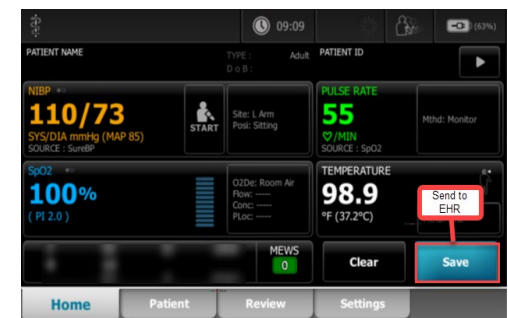 09:09
(63%)
PATIENT NAME
TYPE : Adult
D o B :
PATIENT ID
NIBP
110/73
SYS/DIA mmHg (MAP 85)
SOURCE : SureBP
START
Site: L Arm
Posi: Sitting
PULSE RATE
55
♡/MIN
SOURCE : SpO2
Mthd: Monitor
SpO2
100%
( PI 2.0 )
O2De: Room Air
Flow: -----
Conc: -----
PLoc: -----
TEMPERATURE
98.9
°F (37.2°C)
Send to
EHR
MEWS
0
Clear
Save
Home
Patient
Review
Settings